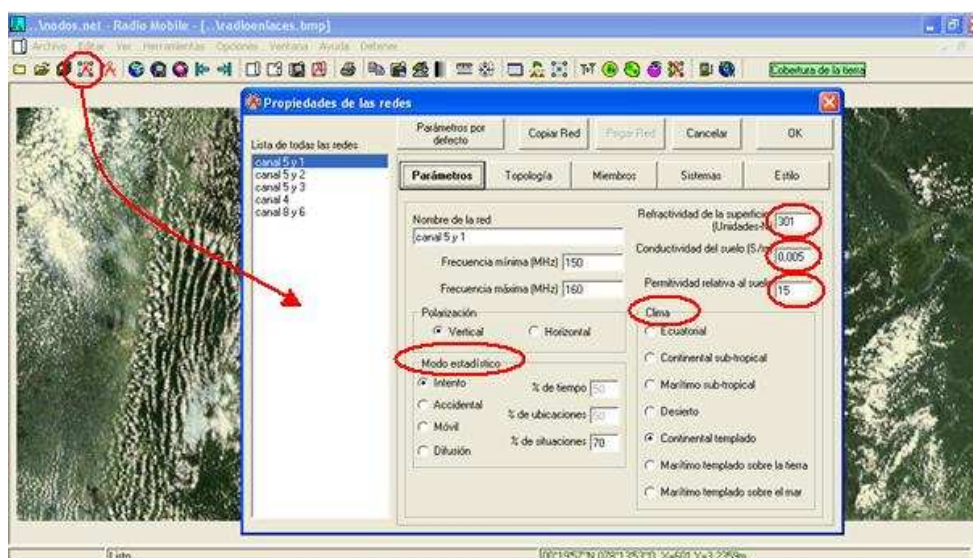 ..\nodos.net - Radio Mobile - [..\radioenlaces.bmp]
Archivo Editar Ver Herramientas Opciones Ventana Ayuda Detener
Cobertura de la tierra
Propiedades de las redes
Lista de todas las redes
canal 5 y 1
canal 5 y 2
canal 5 y 3
canal 4
canal 8 y 6
Parámetros por defecto
Copiar Red
Pegar Red
Cancelar
OK
Parámetros
Topología
Miembros
Sistemas
Estilo
Nombre de la red
canal 5 y 1
Frecuencia mínima (MHz) 150
Frecuencia máxima (MHz) 160
Polarización
Vertical
Horizontal
Modo estadístico
Intento
Accidental
Móvil
Difusión
% de tiempo 50
% de ubicaciones 50
% de situaciones 70
Refractividad de la superficie
(Unidades-N) 301
Conductividad del suelo (S/m) 0,005
Permitividad relativa al suelo 15
Clima
Ecuatorial
Continental sub-tropical
Marítimo sub-tropical
Desierto
Continental templado
Marítimo templado sobre la tierra
Marítimo templado sobre el mar
Listo